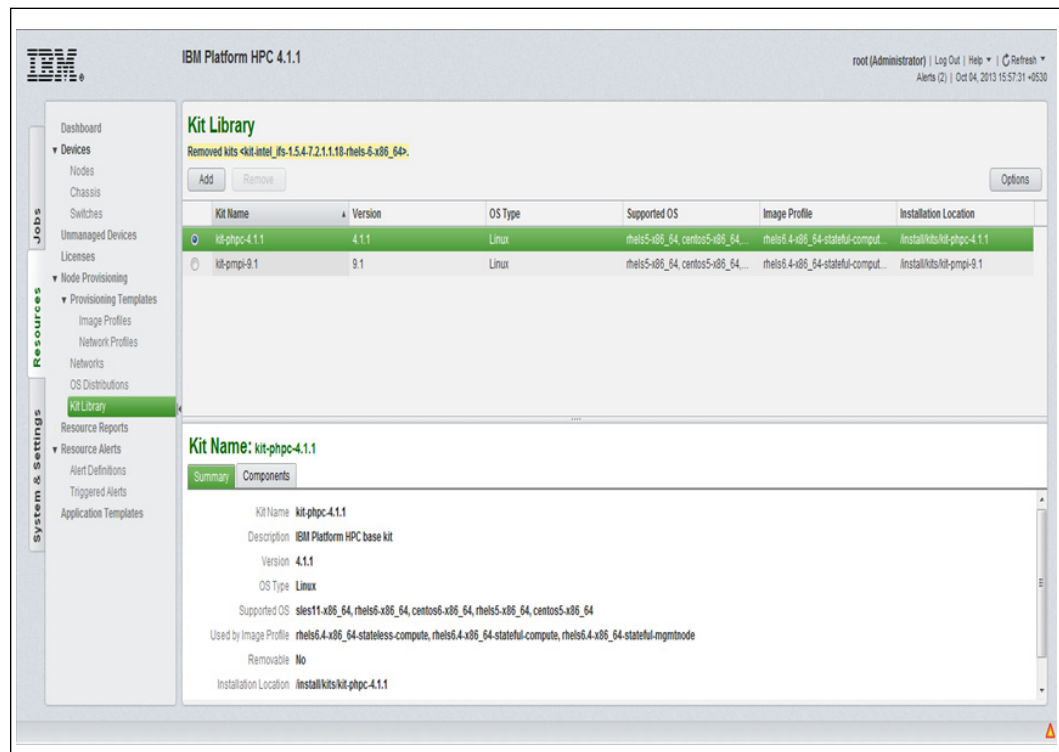 IBM.
IBM Platform HPC 4.1.1
root (Administrator) | Log Out | Help | Refresh
Alerts (2) | Oct 04, 2013 15:57:31 +0530
Jobs
Resources
System & Settings
Dashboard
Devices
Nodes
Chassis
Switches
Unmanaged Devices
Licenses
Node Provisioning
Provisioning Templates
Image Profiles
Network Profiles
Networks
OS Distributions
Kit Library
Resource Reports
Resource Alerts
Alert Definitions
Triggered Alerts
Application Templates
Kit Library
Removed kits <kit-intel_ifs-1.5.4-7.2.1.1.18-rhels-6-x86_64>.
Add Remove Options
Kit Name Version OS Type Supported OS Image Profile Installation Location
kit-phpc-4.1.1 4.1.1 Linux rhels5-x86_64, centos5-x86_64,... rhels6.4-x86_64-stateful-comput... /install/kits/kit-phpc-4.1.1
kit-pmpi-9.1 9.1 Linux rhels5-x86_64, centos5-x86_64,... rhels6.4-x86_64-stateful-comput... /install/kits/kit-pmpi-9.1
Kit Name: kit-phpc-4.1.1
Summary Components
Kit Name kit-phpc-4.1.1
Description IBM Platform HPC base kit
Version 4.1.1
OS Type Linux
Supported OS sles11-x86_64, rhels6-x86_64, centos6-x86_64, rhels5-x86_64, centos5-x86_64
Used by Image Profile rhels6.4-x86_64-stateless-compute, rhels6.4-x86_64-stateful-compute, rhels6.4-x86_64-stateful-mgmtnode
Removable No
Installation Location /install/kits/kit-phpc-4.1.1